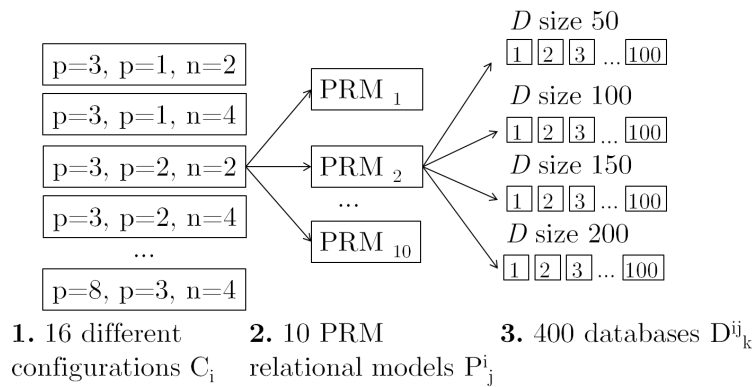 p=3, p=1, n=2
p=3, p=1, n=4
p=3, p=2, n=2
p=3, p=2, n=4
...
p=8, p=3, n=4
PRM 1
PRM 2
...
PRM 10
D size 50
1 2 3 ... 100
D size 100
1 2 3 ... 100
D size 150
1 2 3 ... 100
D size 200
1 2 3 ... 100
1. 16 different
configurations C_i
2. 10 PRM
relational models P^i_j
3. 400 databases D^ij_k